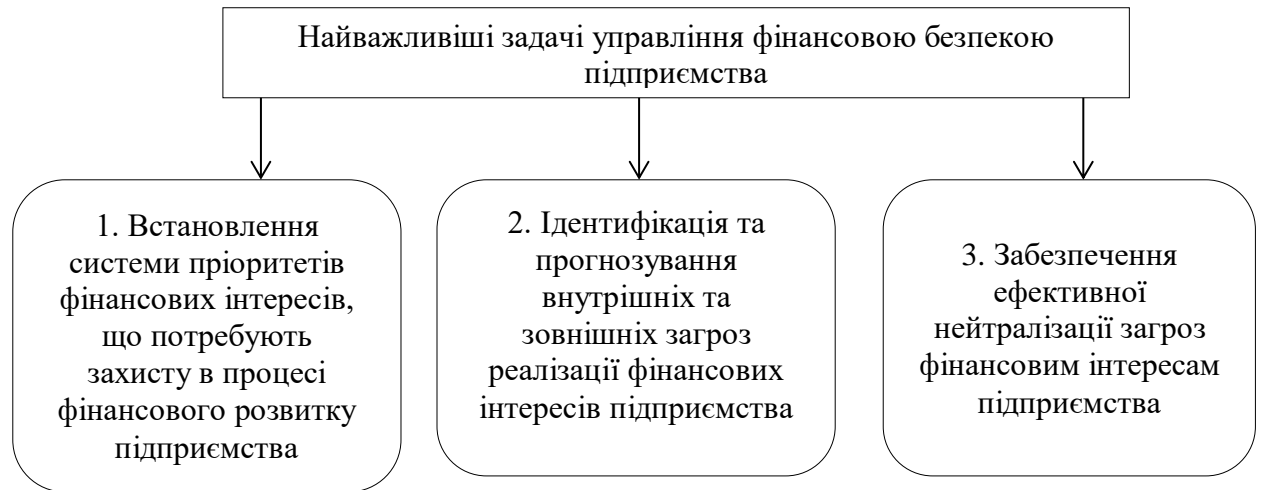 Найважливіші задачі управління фінансовою безпекою
підприємства
1. Встановлення
системи пріоритетів
фінансових інтересів,
що потребують
захисту в процесі
фінансового розвитку
підприємства
2. Ідентифікація та
прогнозування
внутрішніх та
зовнішніх загроз
реалізації фінансових
інтересів підприємства
3. Забезпечення
ефективної
нейтралізації загроз
фінансовим інтересам
підприємства